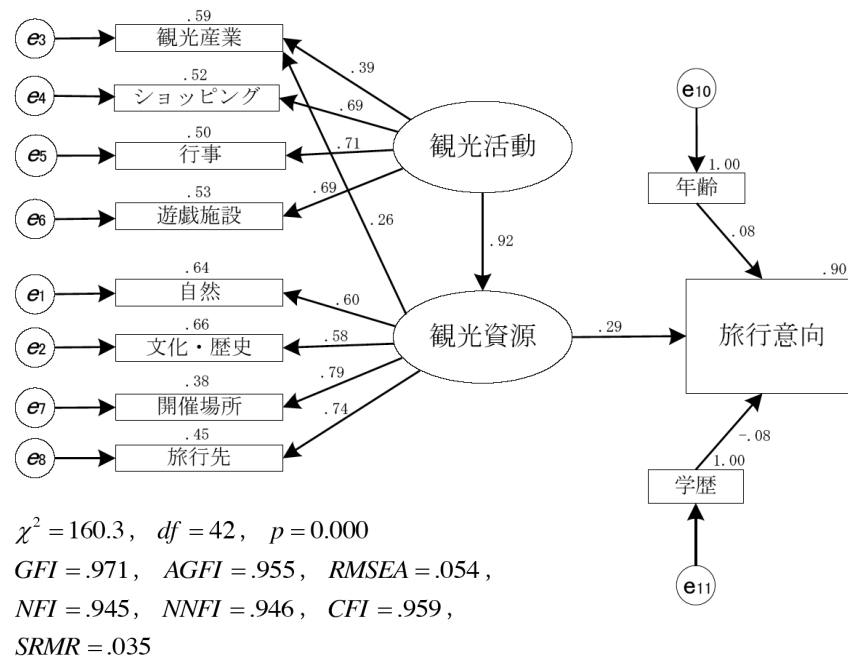 .59
e3 観光産業
.39
.52
e4 ショッピング
.69
.50
e5 行事
.71
.53
e6 遊戯施設
.69
観光活動
.26
.92
.64
e1 自然
.60
.66
e2 文化・歴史
.58
.38
e7 開催場所
.79
.45
e8 旅行先
.74
観光資源
.29
e10
1.00
年齢
.08
.90
旅行意向
-.08
1.00
学歴
e11
χ² = 160.3, df = 42, p = 0.000
GFI = .971, AGFI = .955, RMSEA = .054 ,
NFI = .945, NNFI = .946, CFI = .959,
SRMR = .035